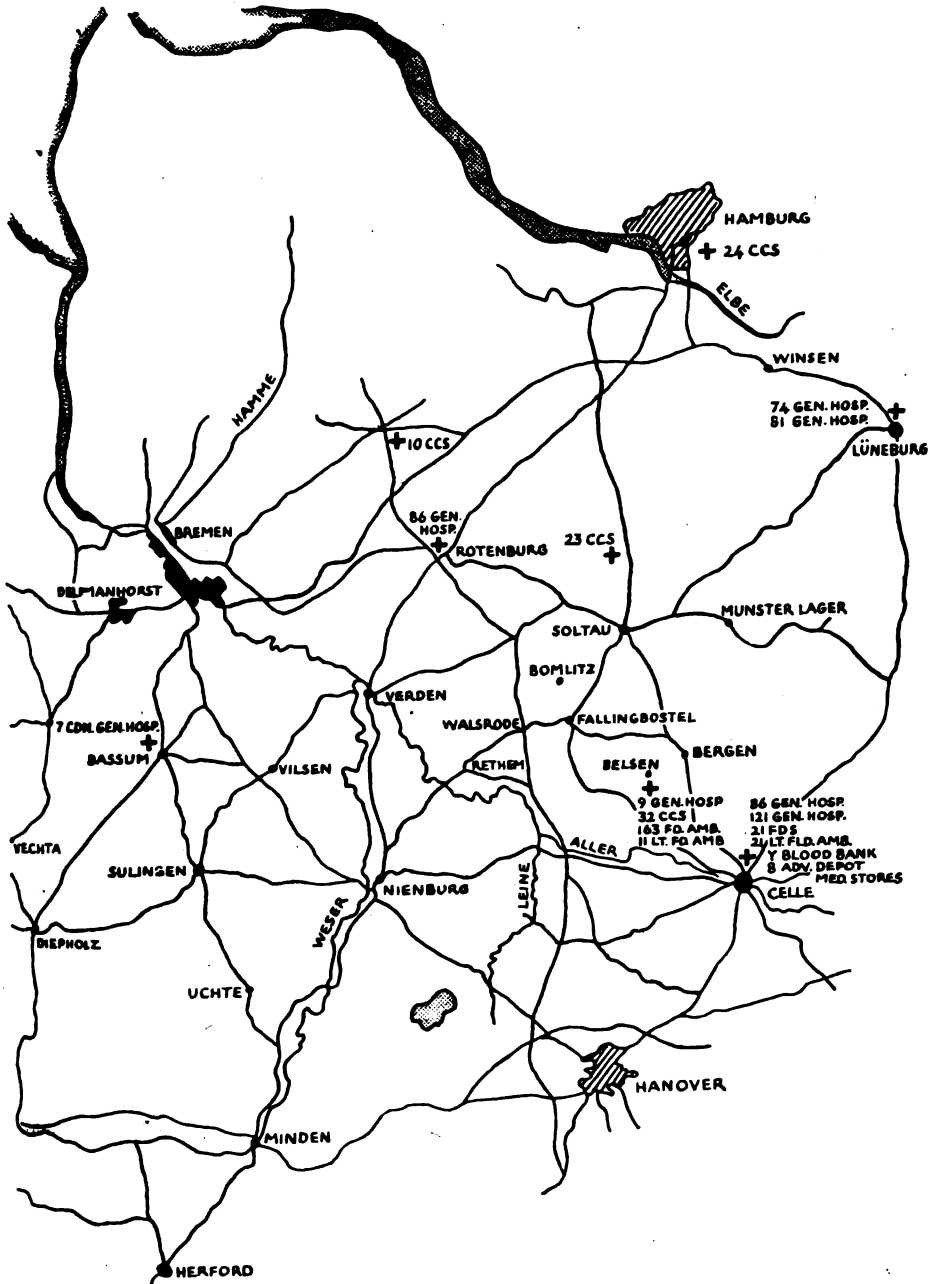 HAMBURG
24 CCS
ELBE
WINSEN
HAMME
74 GEN. HOSP.
81 GEN. HOSP.
LÜNEBURG
10 CCS
86 GEN.
HOSP.
BREMEN
ROTENBURG
23 CCS
DELMANHORST
MUNSTER LAGER
SOLTAU
BOMLITZ
VERDEN
7 CDN. GEN. HOSP.
WALSRODE
FALLINGBOSTEL
BASSUM
VILSEN
RETHEM
BELSEN
BERGEN
9 GEN. HOSP
32 CCS
163 FD. AMB.
11 LT. FD AMB
86 GEN. HOSP.
121 GEN. HOSP.
21 FDS
21 LT. FLD. AMB.
Y BLOOD BANK
8 ADV. DEPOT
MED. STORES
CELLE
VECHTA
ALLER
SULINGEN
NIENBURG
LEINE
WESER
DIEPHOLZ
UCHTE
HANOVER
MINDEN
HERFORD